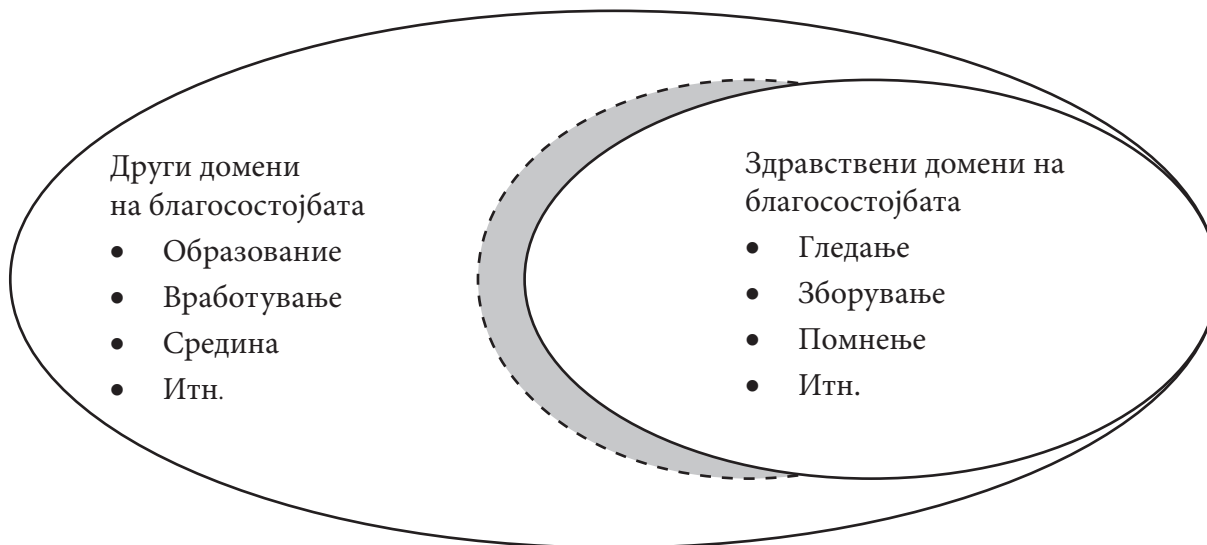 Други домени
на благосостојбата
• Образование
• Вработување
• Средина
• Итн.
Здравствени домени на
благосостојбата
• Гледање
• Зборување
• Помнење
• Итн.